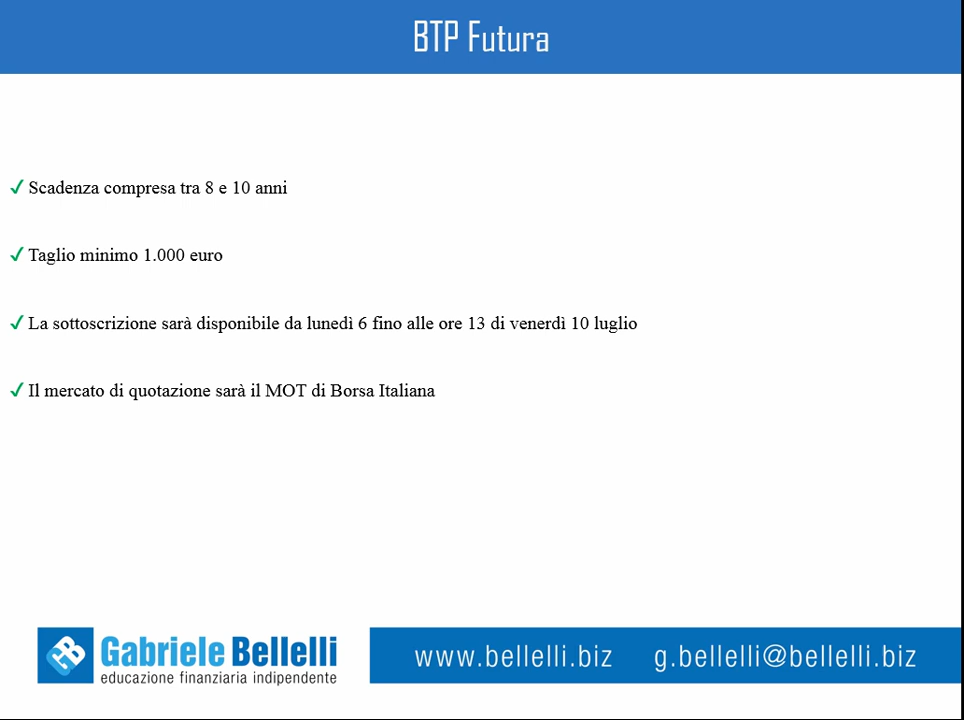 BTP Futura
✓ Scadenza compresa tra 8 e 10 anni
✓ Taglio minimo 1.000 euro
✓ La sottoscrizione sarà disponibile da lunedì 6 fino alle ore 13 di venerdì 10 luglio
✓ Il mercato di quotazione sarà il MOT di Borsa Italiana
GB Gabriele Bellelli
educazione finanziaria indipendente
www.bellelli.biz g.bellelli@bellelli.biz